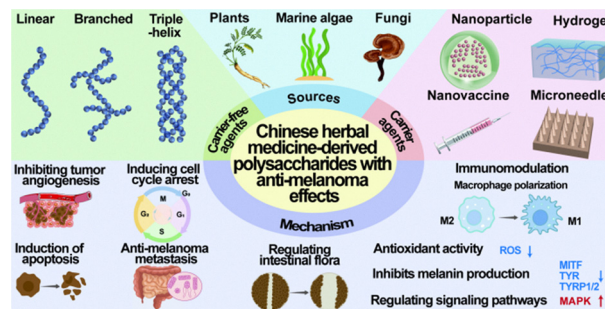 Linear
Branched
Triple
-helix
Plants
Marine algae
Fungi
Nanoparticle
Hydroge
Nanovaccine
Microneedle
Sources
Carrier-free
agents
Carrier
agents
Chinese herbal
medicine-derived
polysaccharides with
anti-melanoma
effects
Mechanism
Inhibiting tumor
angiogenesis
Inducing cell
cycle arrest
M
G₁
S
Induction of
apoptosis
Anti-melanoma
metastasis
Regulating
intestinal flora
Immunomodulation
Macrophage polarization
M2
M1
Antioxidant activity
ROS ↓
Inhibits melanin production
MITF
TYR ↓
TYRP1/2
Regulating signaling pathways
MAPK ↑